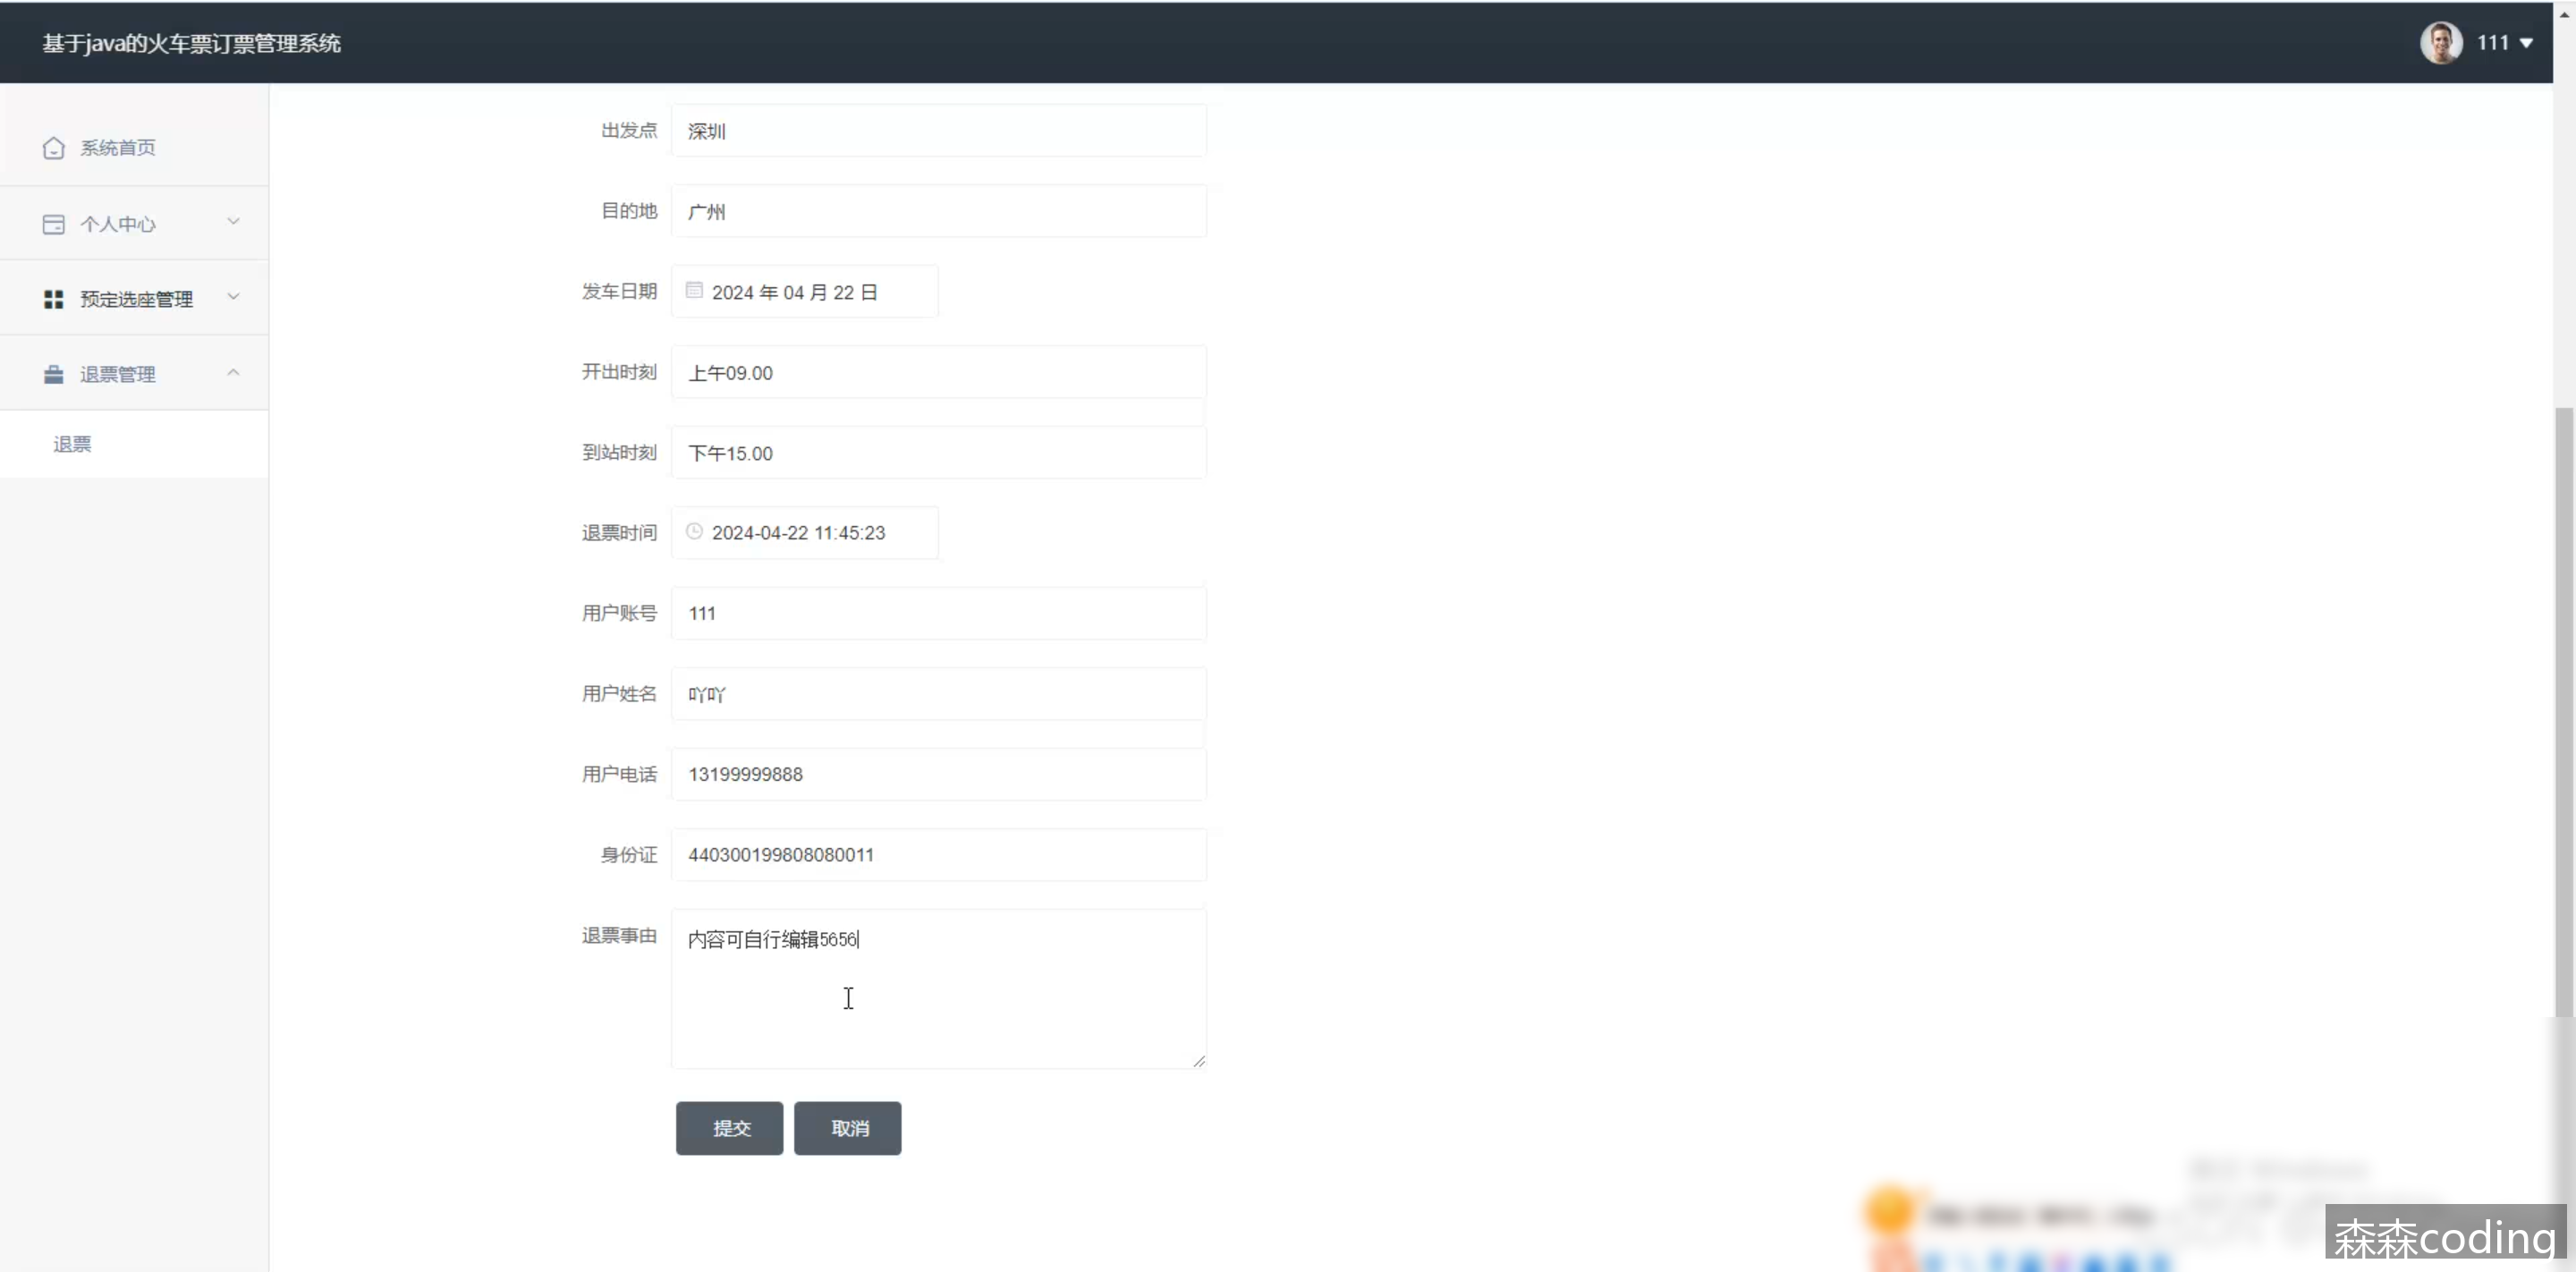 基于java的火车票订票管理系统
111
系统首页
个人中心
预定选座管理
退票管理
退票
出发点 深圳
目的地 广州
发车日期 2024 年 04 月 22 日
开出时刻 上午09.00
到站时刻 下午15.00
退票时间 2024-04-22 11:45:23
用户账号 111
用户姓名 吖吖
用户电话 13199999888
身份证 440300199808080011
退票事由 内容可自行编辑5656
提交 取消
森森coding